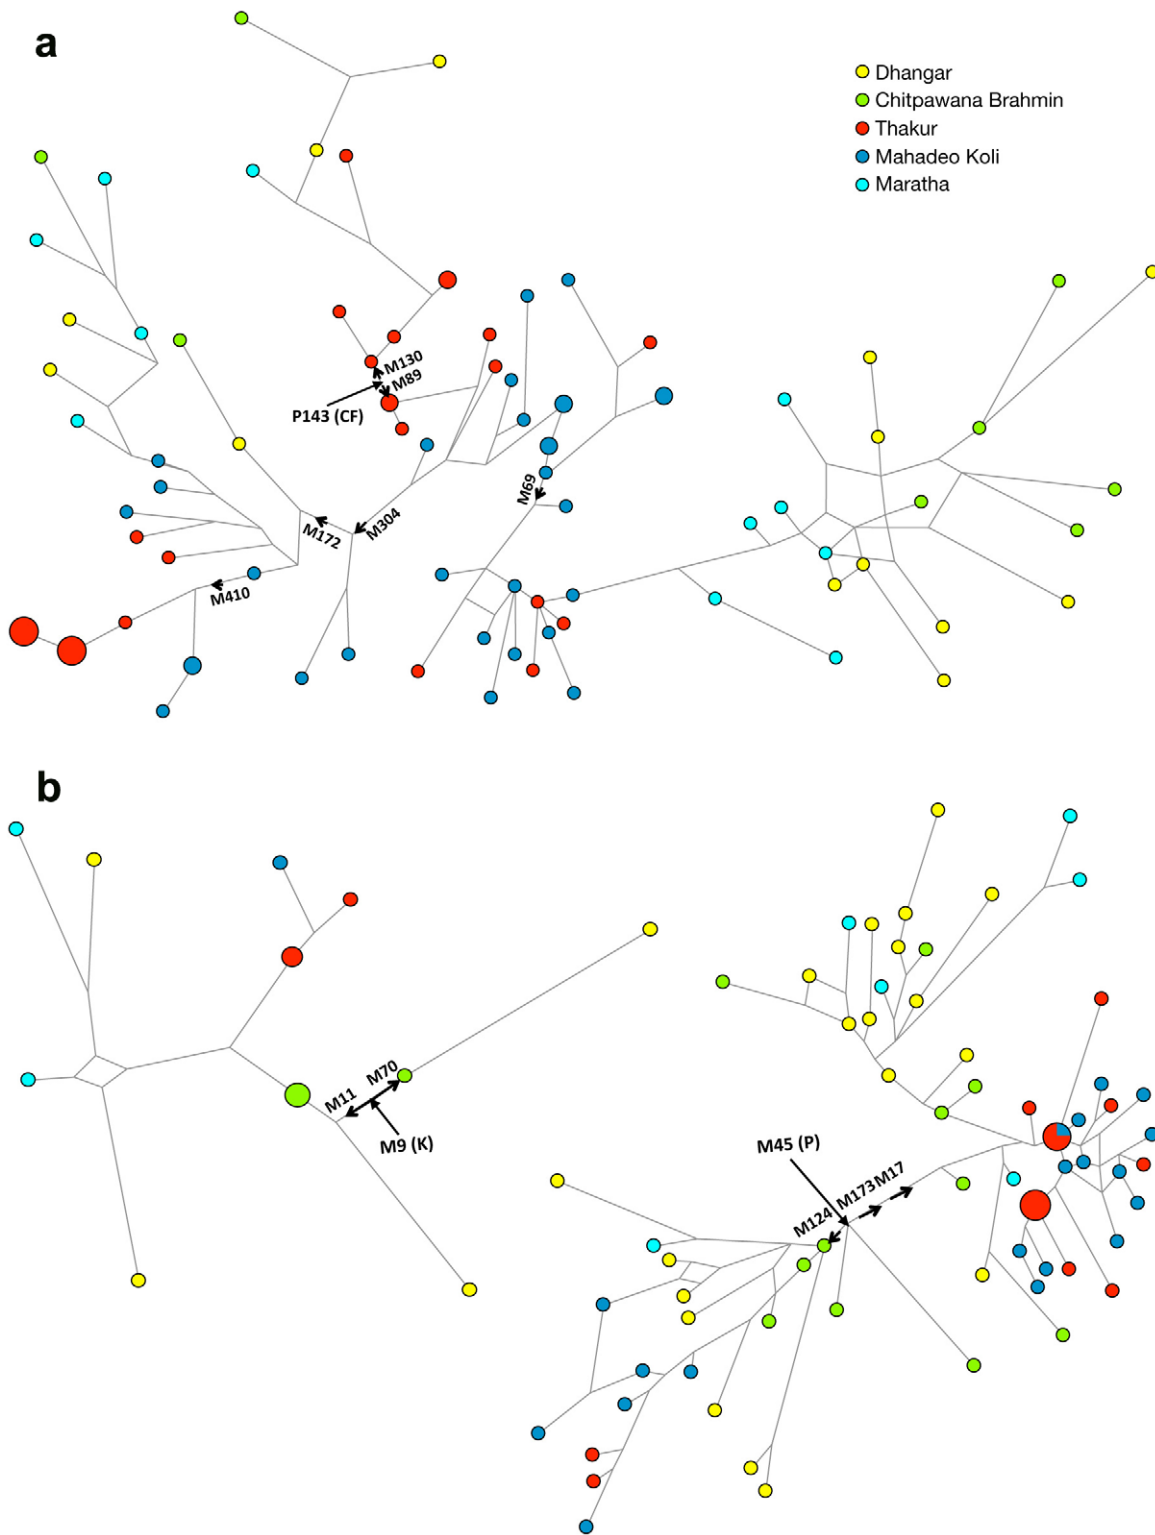 a
Dhangar
Chitpawana Brahmin
Thakur
Mahadeo Koli
Maratha
M130
M89
P143 (CF)
M69
M304
M172
M410
b
M70
M11
M9 (K)
M45 (P)
M173
M17
M124